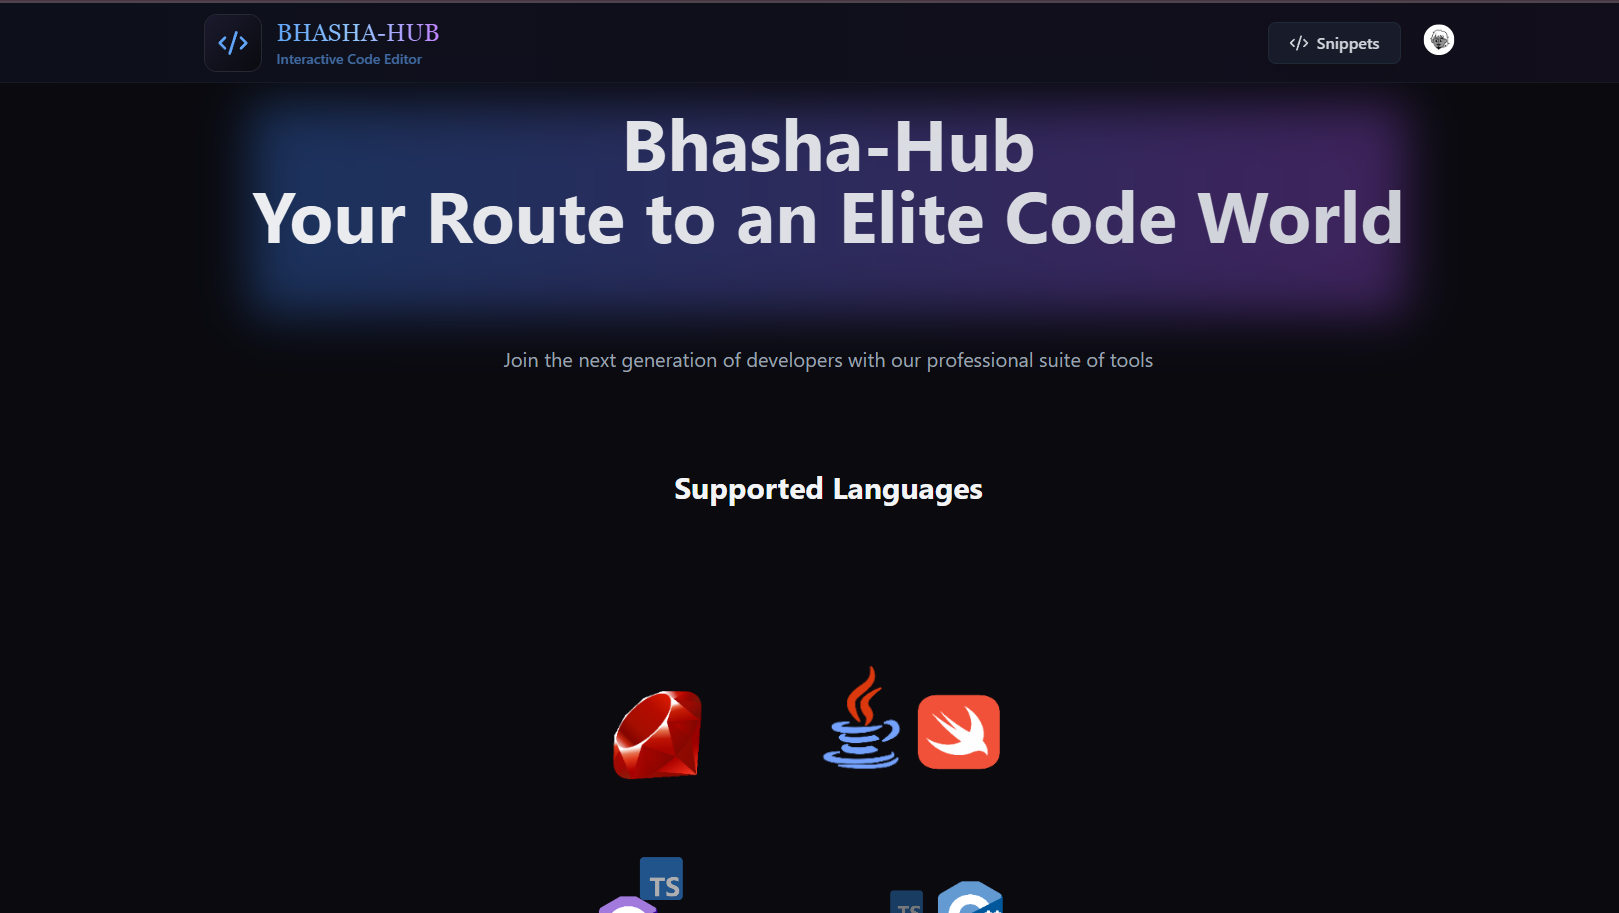 BHASHA-HUB
Interactive Code Editor
</> Snippets
Bhasha-Hub
Your Route to an Elite Code World
Join the next generation of developers with our professional suite of tools
Supported Languages
TS
TS